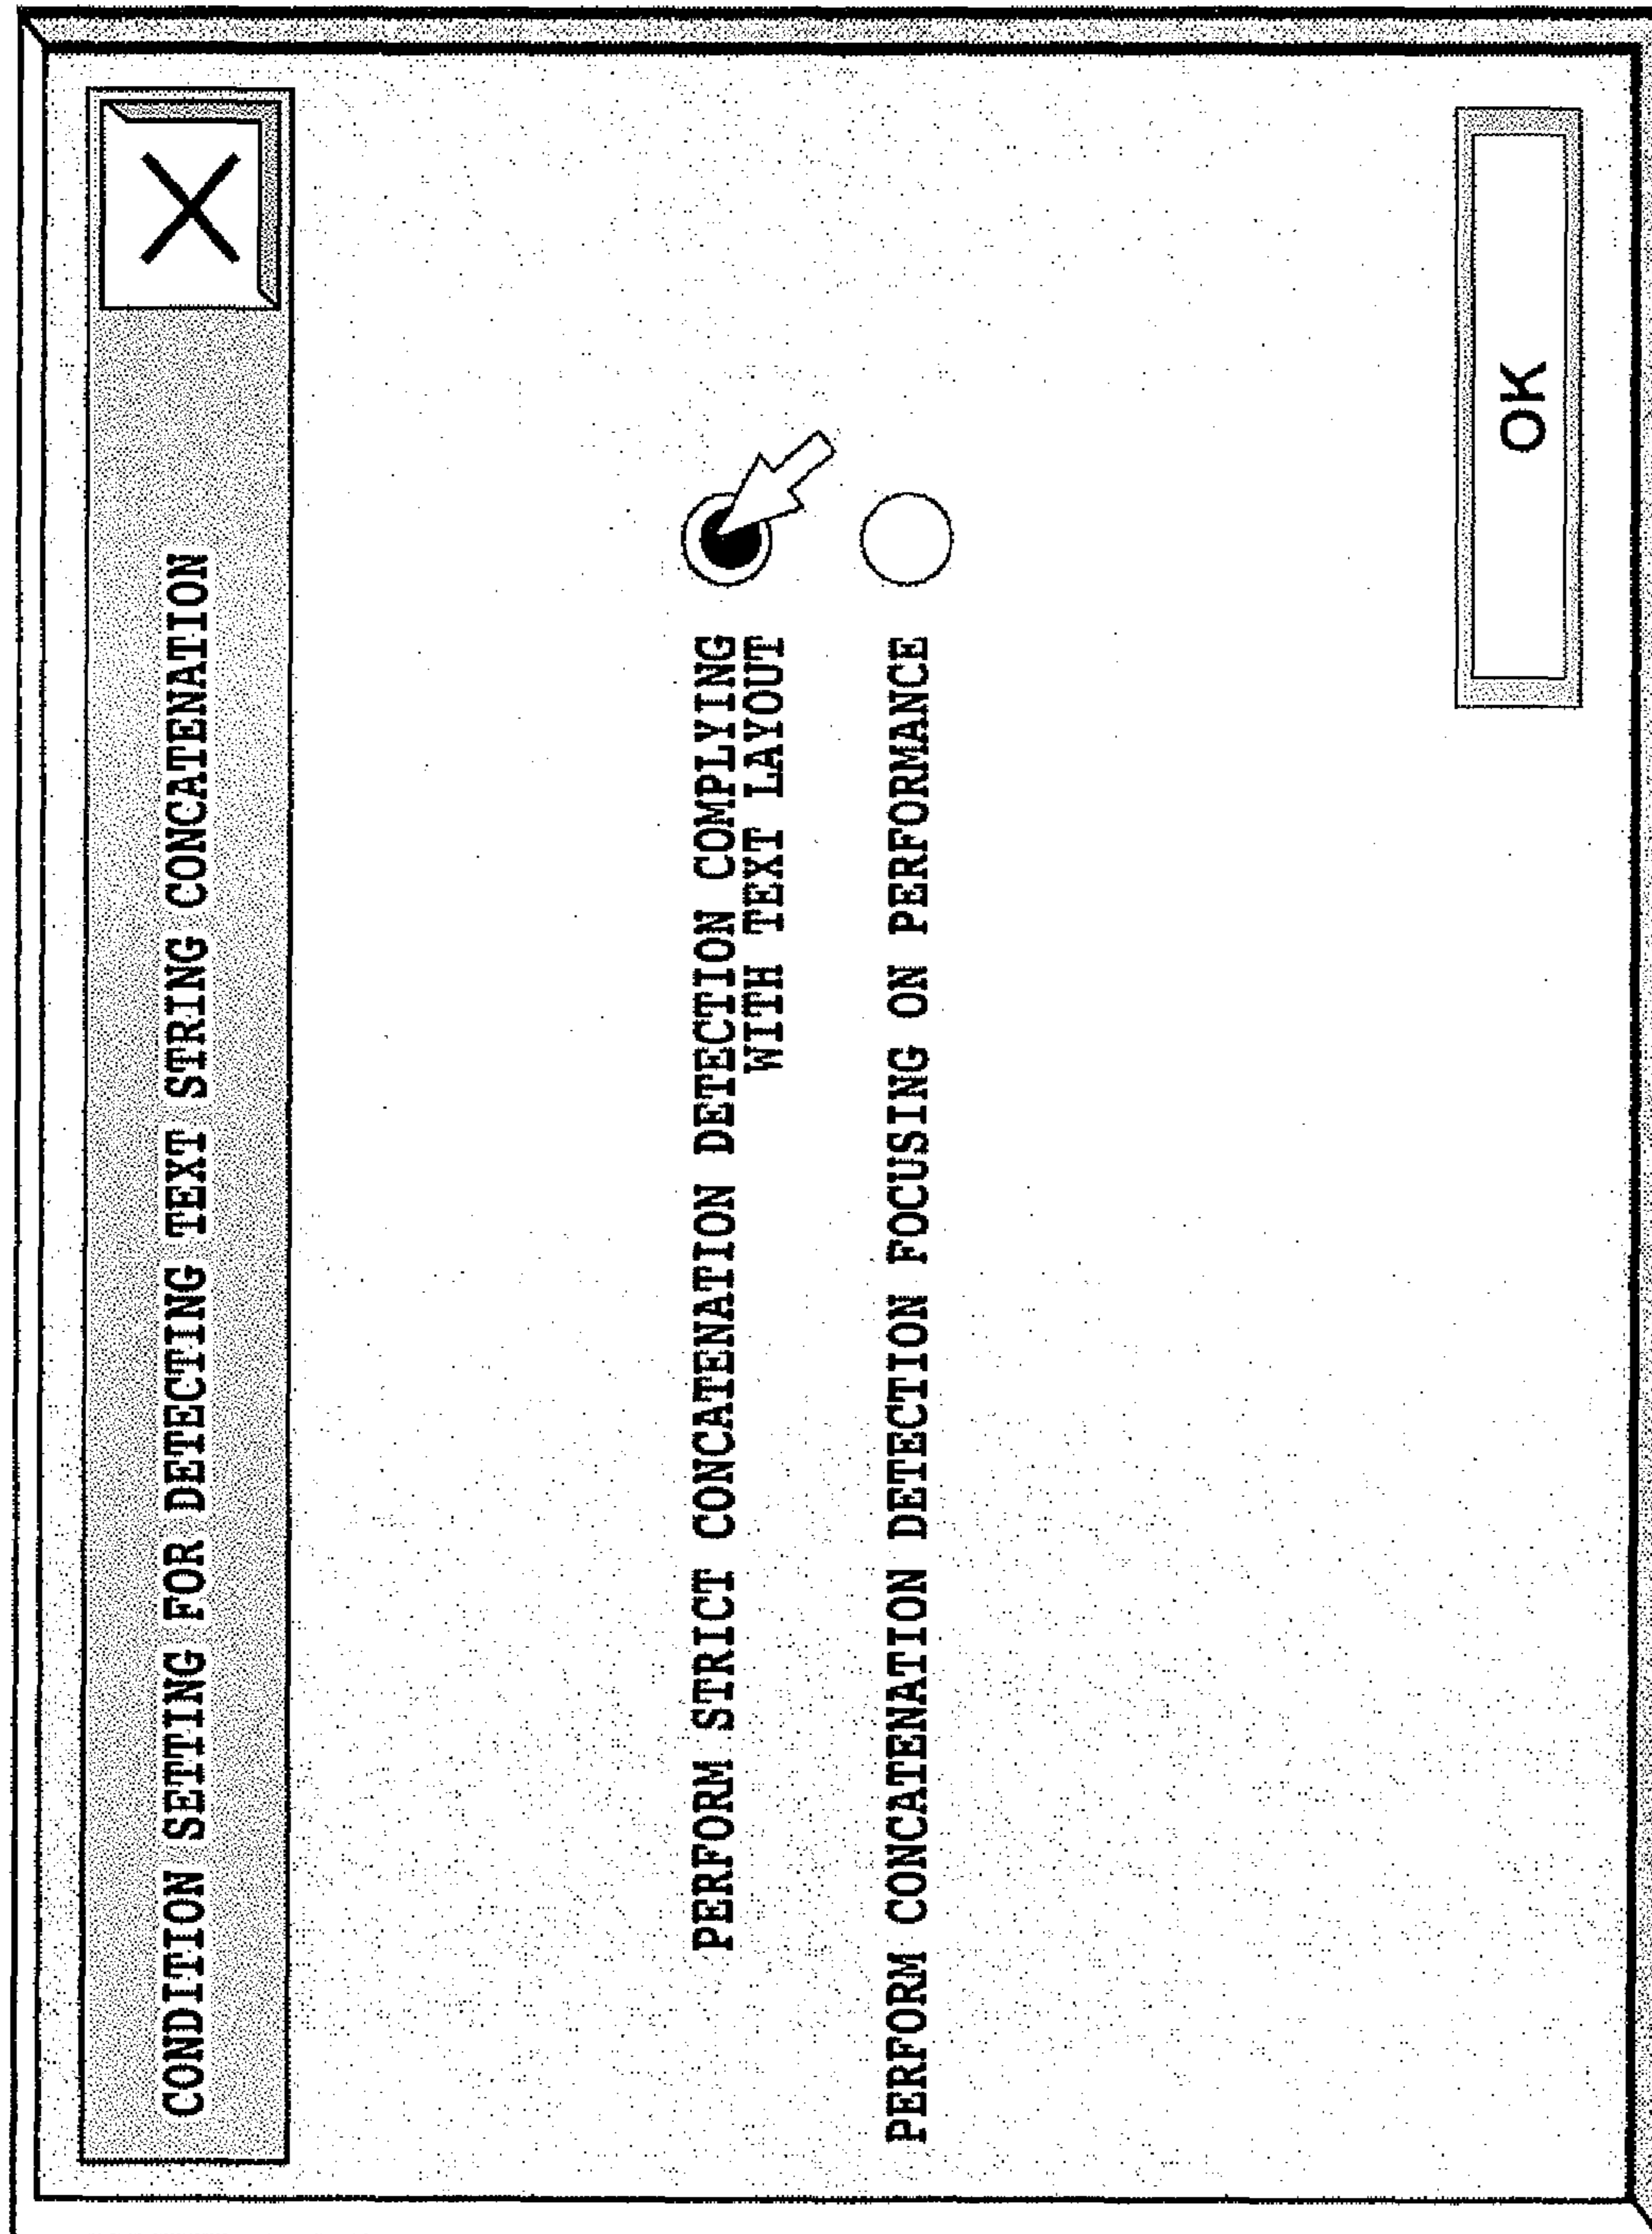 CONDITION SETTING FOR DETECTING TEXT STRING CONCATENATION
PERFORM STRICT CONCATENATION DETECTION COMPLYING
WITH TEXT LAYOUT
PERFORM CONCATENATION DETECTION FOCUSING ON PERFORMANCE
OK